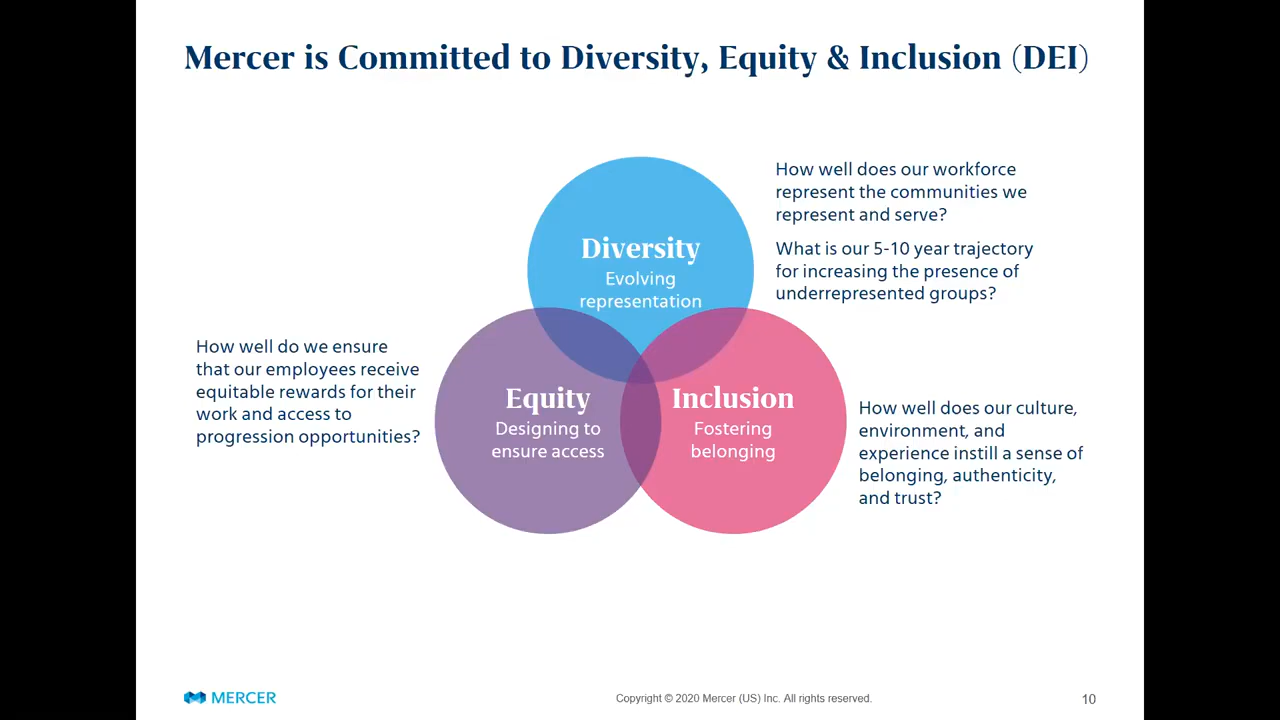 Mercer is Committed to Diversity, Equity & Inclusion (DEI)
How well does our workforce
represent the communities we
represent and serve?
What is our 5-10 year trajectory
for increasing the presence of
underrepresented groups?
Diversity
Evolving
representation
How well do we ensure
that our employees receive
equitable rewards for their
work and access to
progression opportunities?
Equity
Designing to
ensure access
Inclusion
Fostering
belonging
How well does our culture,
environment, and
experience instill a sense of
belonging, authenticity,
and trust?
MERCER
Copyright © 2020 Mercer (US) Inc. All rights reserved.
10